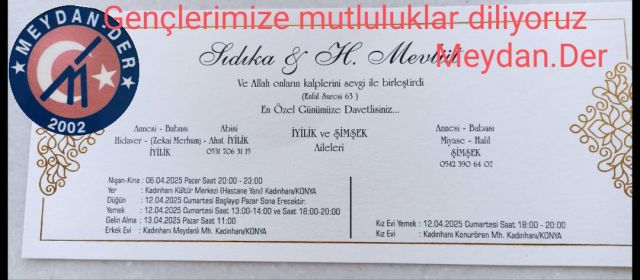 Gençlerimize mutluluklar diliyoruz
Meydan.Der
MEYDAN.DER
2002
Sıdıka & H. Mevlüt
Ve Allah onların kalplerini sevgi ile birleştirdi
(Enfal Suresi 63 )
En Özel Günümüze Davetlisiniz...
Annesi - Babası
Hidaver - (Zekai Merhum) - Ahat. İYİLİK
İYİLİK
Abisi
0531 706 31 15
İYİLİK ve ŞİMŞEK
Aileleri
Annesi - Babası
Miyase - Halil
ŞİMŞEK
0542 390 64 07
Nişan-Kına : 06.04.2025 Pazar Saat 20:00 - 23:00
Yer : Kadınhanı Kültür Merkezi (Hastane Yanı) Kadınhanı/KONYA
Düğün : 12.04.2025 Cumartesi Başlayıp Pazar Sona Erecektir.
Yemek : 12.04.2025 Cumartesi Saat 13:00-14:00 ve Saat 18:00-20:00
Gelin Alma : 13.04.2025 Pazar Saat 11:00
Erkek Evi : Kadınhanı Meydanlı Mh. Kadınhanı/KONYA
Kız Evi Yemek : 12.04.2025 Cumartesi Saat 18:00 - 20:00
Kız Evi : Kadınhanı Konurören Mh. Kadınhanı/KONYA